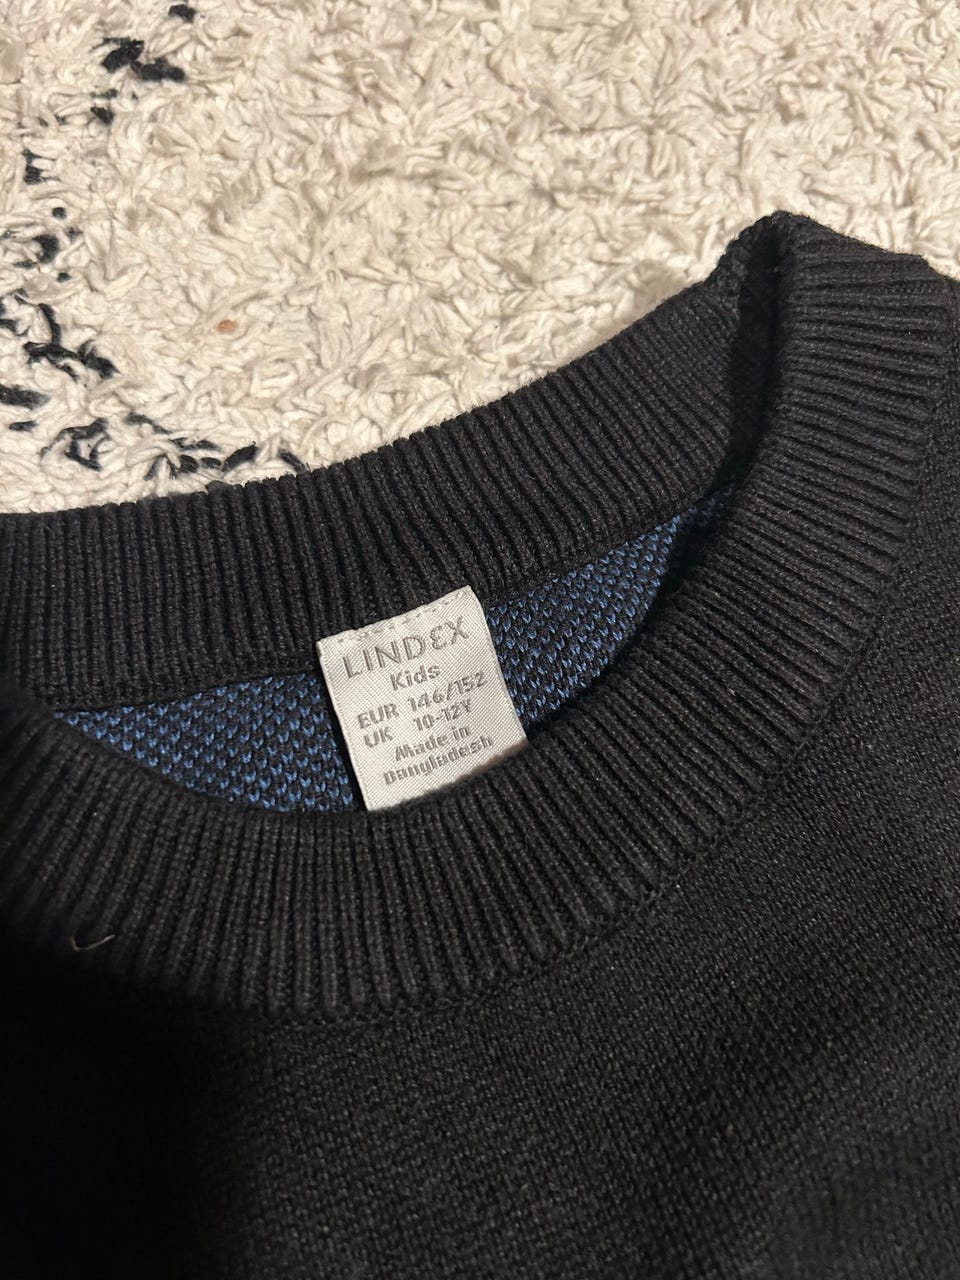 LINDEX
Kids
EUR 146/152
UK 10-12Y
Made in
Bangladesh